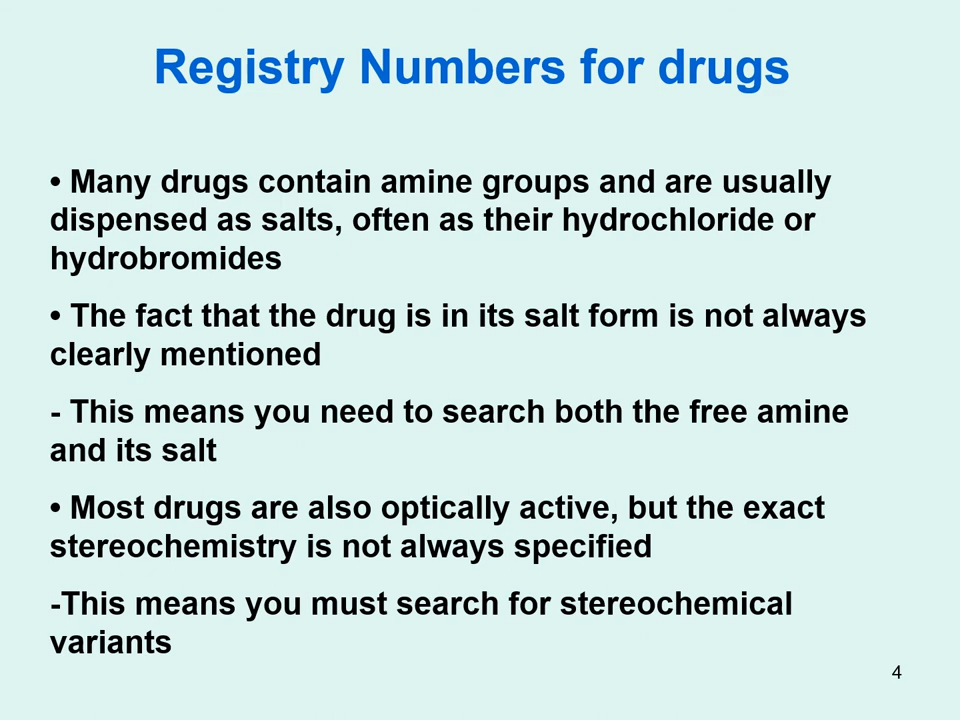 Registry Numbers for drugs
• Many drugs contain amine groups and are usually
dispensed as salts, often as their hydrochloride or
hydrobromides
• The fact that the drug is in its salt form is not always
clearly mentioned
- This means you need to search both the free amine
and its salt
• Most drugs are also optically active, but the exact
stereochemistry is not always specified
-This means you must search for stereochemical
variants
4